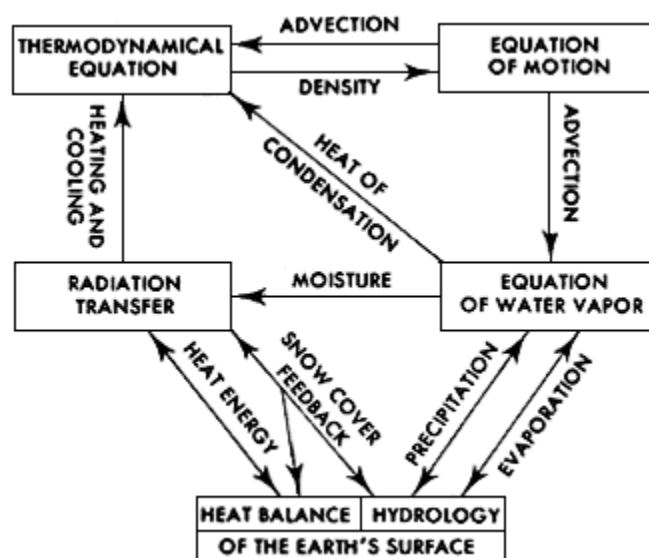 ADVECTION
THERMODYNAMICAL
EQUATION
EQUATION
OF MOTION
DENSITY
HEATING AND
COOLING
HEAT OF
CONDENSATION
ADVECTION
RADIATION
TRANSFER
MOISTURE
EQUATION
OF WATER VAPOR
HEAT ENERGY
SNOW COVER
FEEDBACK
PRECIPITATION
EVAPORATION
HEAT BALANCE
HYDROLOGY
OF THE EARTH'S SURFACE